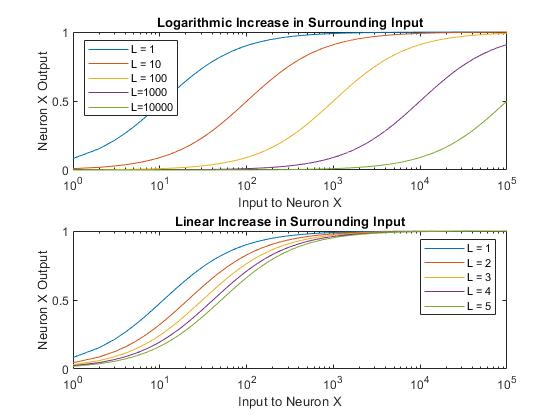 Logarithmic Increase in Surrounding Input
1
0.5
0
Neuron X Output
L = 1
L = 10
L = 100
L=1000
L=10000
10^0 10^1 10^2 10^3 10^4 10^5
Input to Neuron X
Linear Increase in Surrounding Input
1
0.5
0
Neuron X Output
L = 1
L = 2
L = 3
L = 4
L = 5
10^0 10^1 10^2 10^3 10^4 10^5
Input to Neuron X